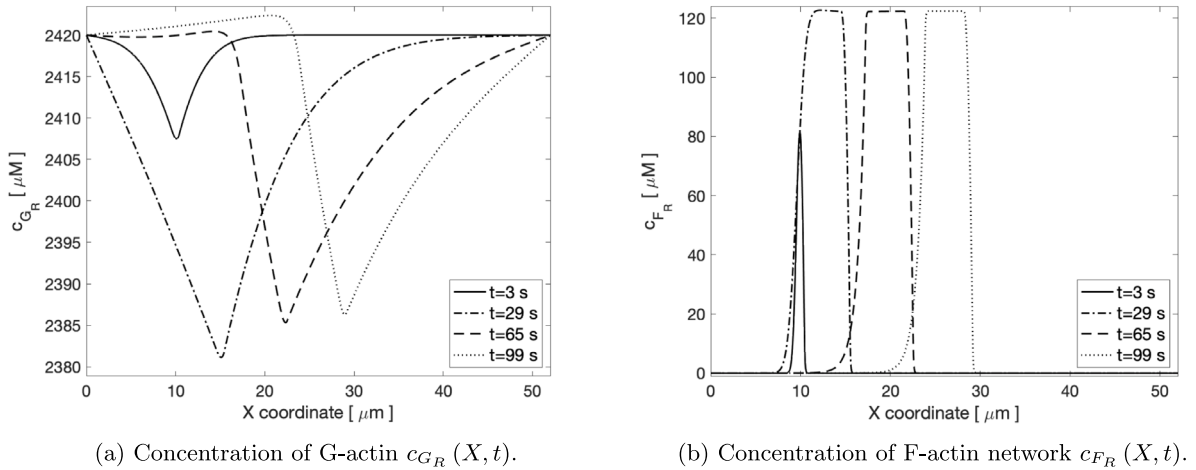 2420
2415
2410
2405
2400
2395
2390
2385
2380
c_{G_R} [ μM ]
0 10 20 30 40 50
X coordinate [ μm ]
t=3 s
t=29 s
t=65 s
t=99 s
(a) Concentration of G-actin c_{G_R} (X, t).
120
100
80
60
40
20
0
c_{F_R} [ μM ]
0 10 20 30 40 50
X coordinate [ μm ]
t=3 s
t=29 s
t=65 s
t=99 s
(b) Concentration of F-actin network c_{F_R} (X, t).